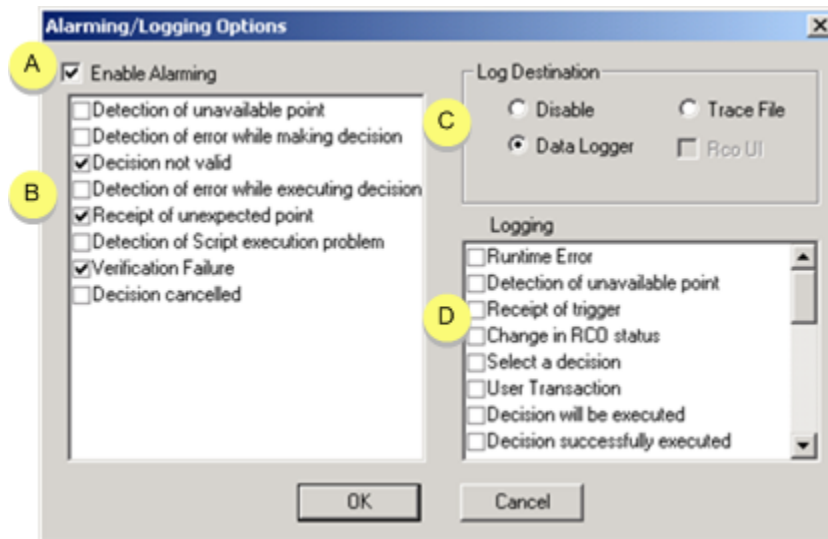 Alarming/Logging Options
A
Enable Alarming
B
Detection of unavailable point
Detection of error while making decision
Decision not valid
Detection of error while executing decision
Receipt of unexpected point
Detection of Script execution problem
Verification Failure
Decision cancelled
Log Destination
C
Disable
Trace File
Data Logger
Rco UI
Logging
D
Runtime Error
Detection of unavailable point
Receipt of trigger
Change in RCO status
Select a decision
User Transaction
Decision will be executed
Decision successfully executed
OK
Cancel